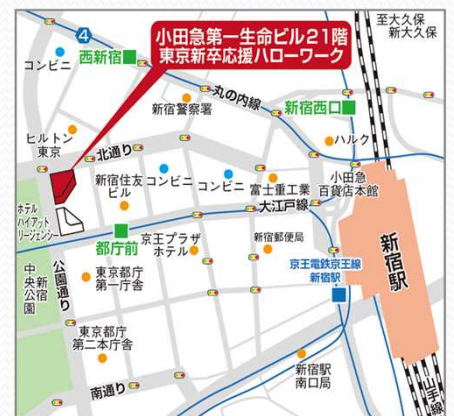 小田急第一生命ビル21階
東京新卒応援ハローワーク
至大久保
新大久保
4
西新宿
コンビニ
丸の内線
新宿西口
新宿警察署
ハルク
ヒルトン
東京
北通り
新宿住友
ビル
コンビニ
コンビニ
富士重工業
小田急
百貨店本館
大江戸線
ホテル
ハイアット
リージェンシー
都庁前
京王プラザ
ホテル
新宿郵便局
新宿駅
京王電鉄京王線
新宿駅
新宿
中央公園
公園通り
東京都庁
第一庁舎
東京都庁
第二本庁舎
新宿駅
南口局
南通り
山手線